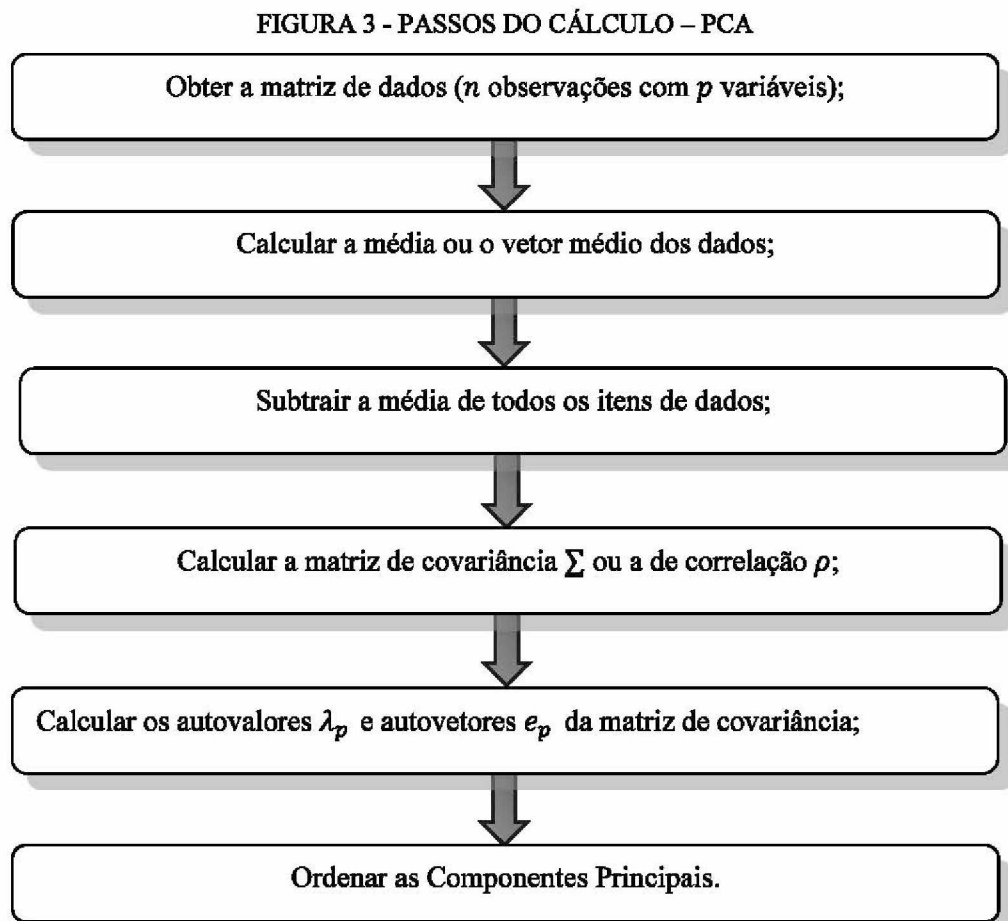 FIGURA 3 - PASSOS DO CÁLCULO – PCA
Obter a matriz de dados (n observações com p variáveis);
Calcular a média ou o vetor médio dos dados;
Subtrair a média de todos os itens de dados;
Calcular a matriz de covariância ∑ ou a de correlação ρ;
Calcular os autovalores λₚ e autovetores eₚ da matriz de covariância;
Ordenar as Componentes Principais.